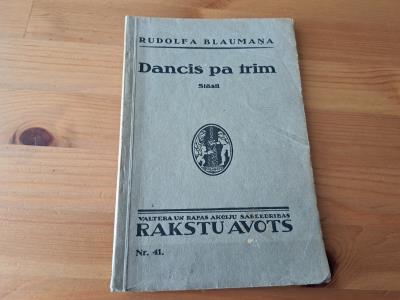 RUDOLFA BLAUMAŅA
Dancis pa trim
Stāsti
VALTERA UN RAPAS AKCIJU SABIEDRĪBAS
RAKSTU AVOTS
Nr. 41.